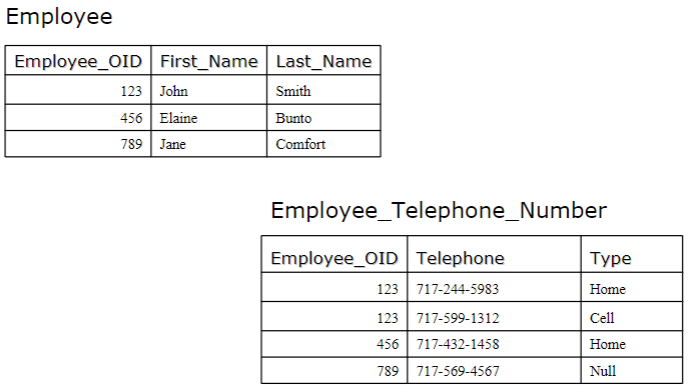 Employee
Employee_OID First_Name Last_Name
123 John Smith
456 Elaine Bunto
789 Jane Comfort
Employee_Telephone_Number
Employee_OID Telephone Type
123 717-244-5983 Home
123 717-599-1312 Cell
456 717-432-1458 Home
789 717-569-4567 Null